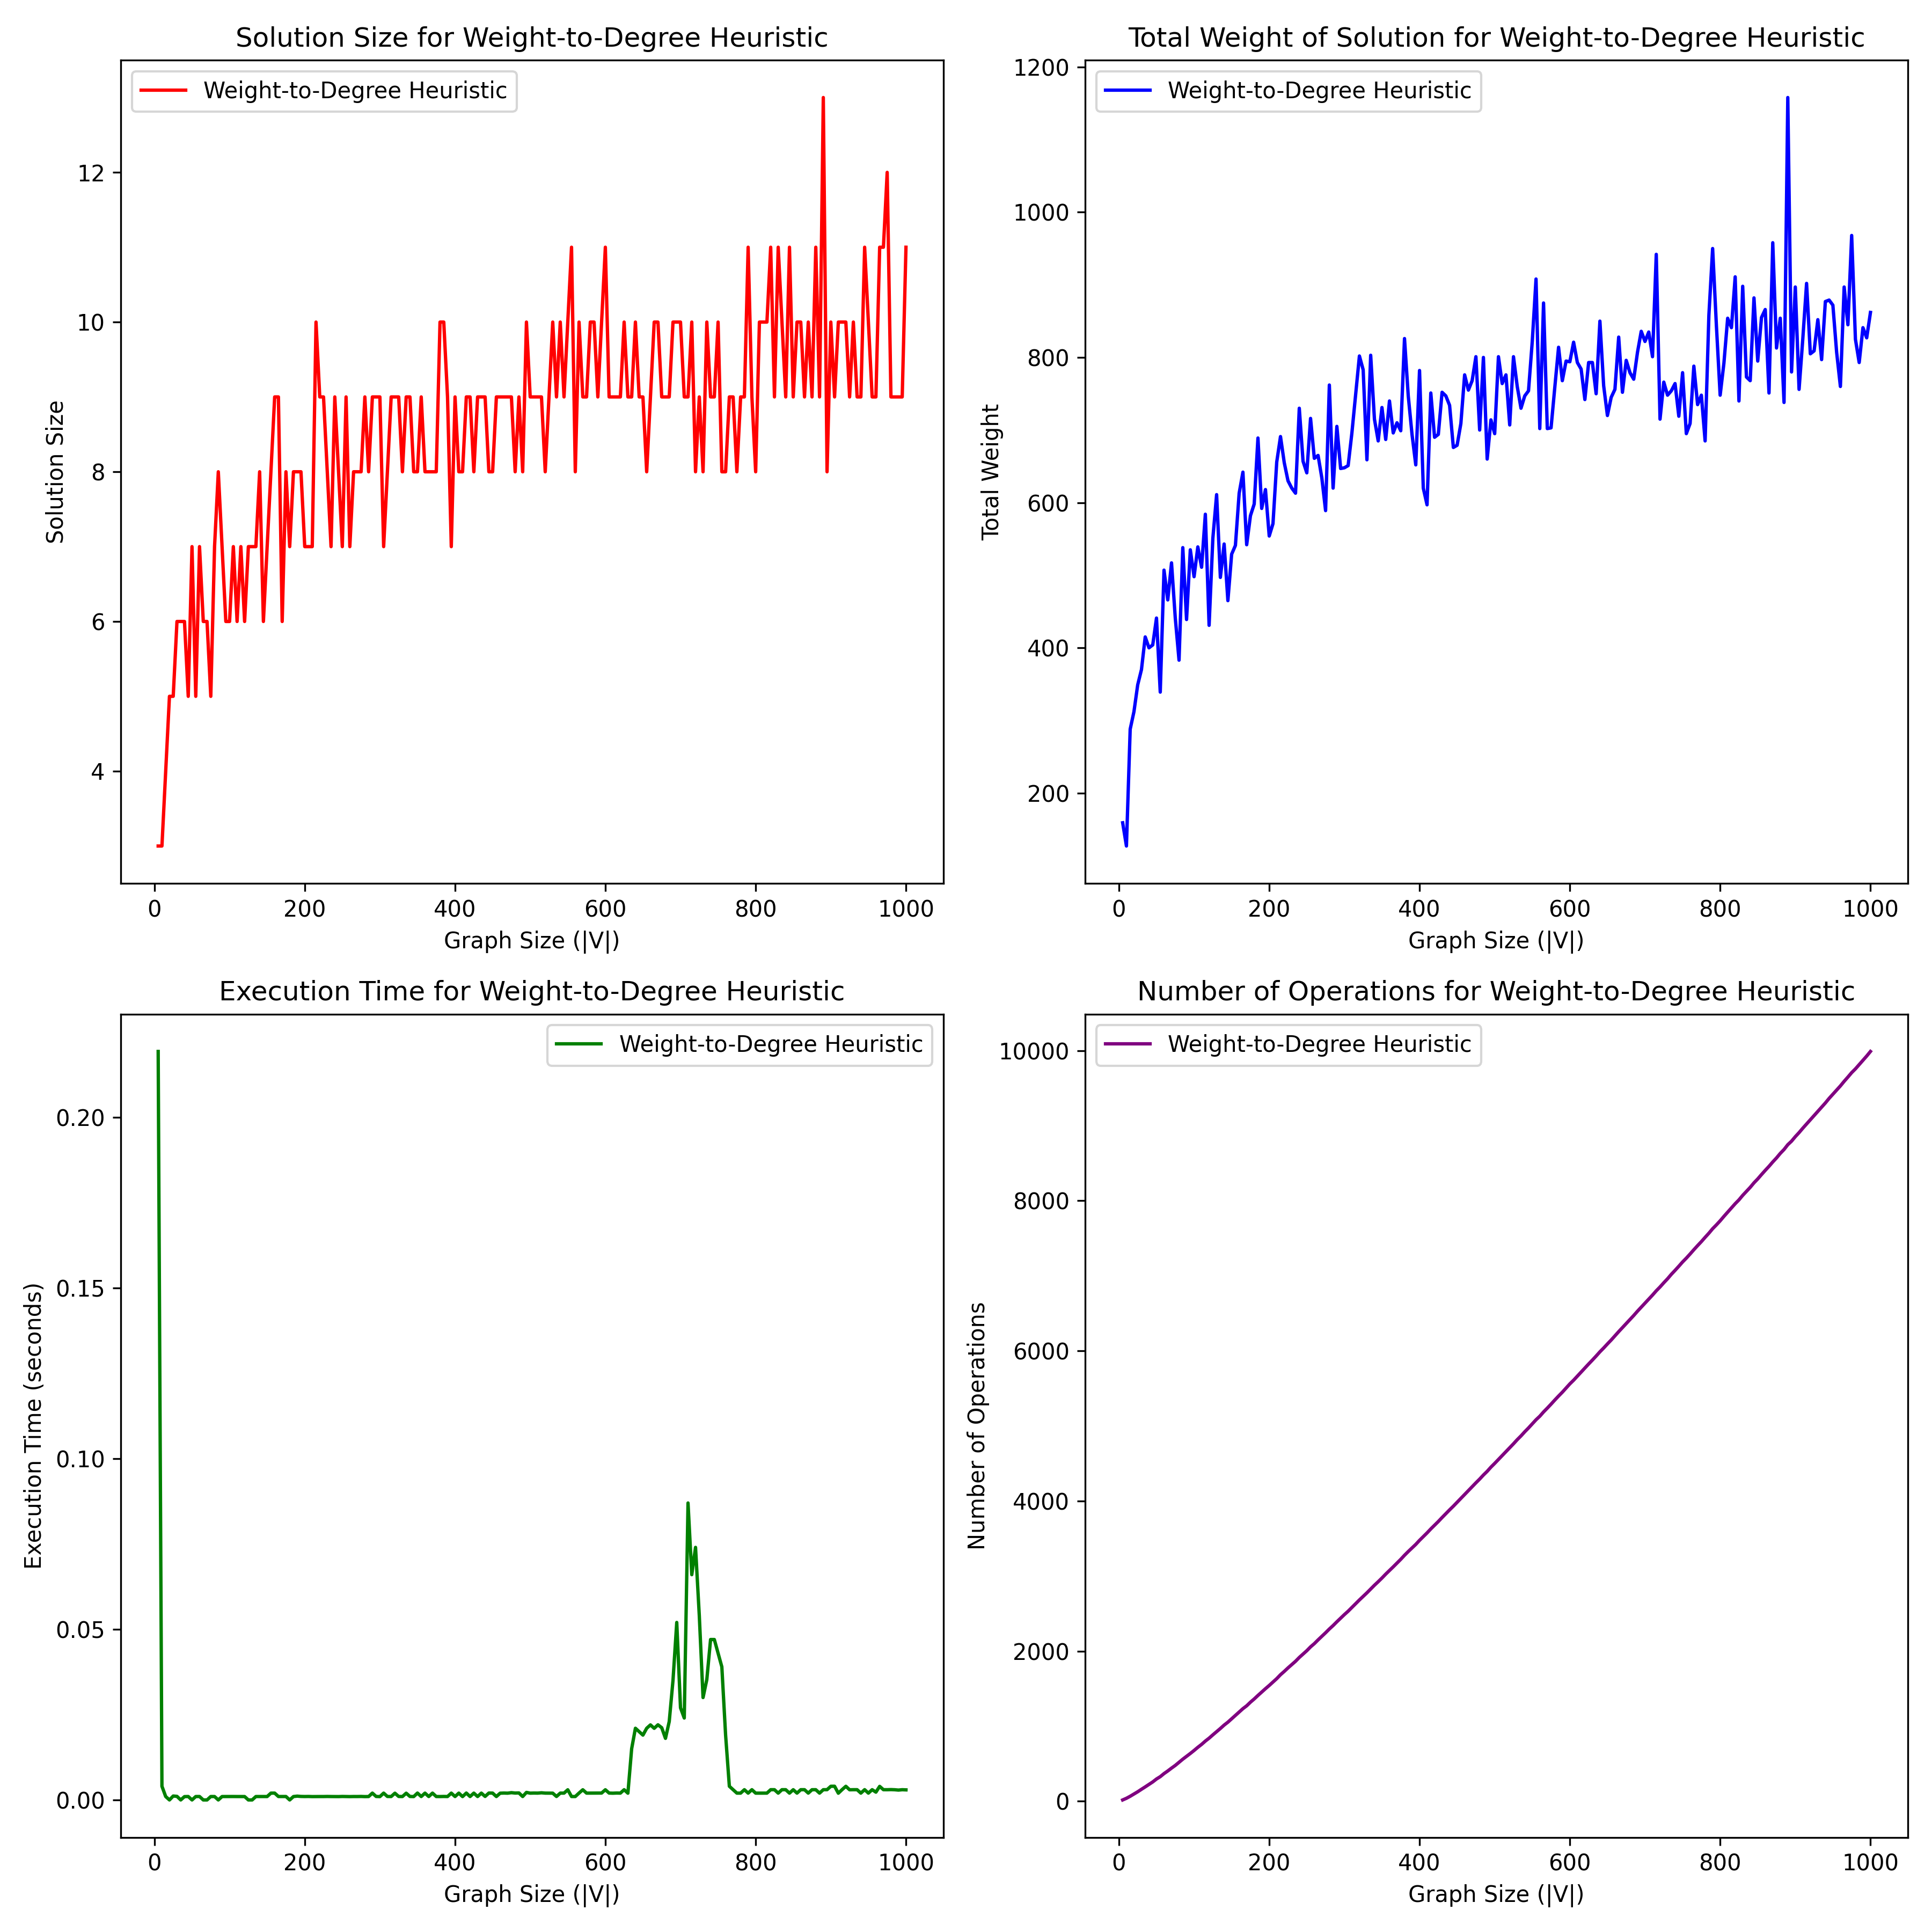 Solution Size for Weight-to-Degree Heuristic
Weight-to-Degree Heuristic
Solution Size
12
10
8
6
4
0 200 400 600 800 1000
Graph Size (|V|)
Total Weight of Solution for Weight-to-Degree Heuristic
Weight-to-Degree Heuristic
Total Weight
1200
1000
800
600
400
200
0 200 400 600 800 1000
Graph Size (|V|)
Execution Time for Weight-to-Degree Heuristic
Weight-to-Degree Heuristic
Execution Time (seconds)
0.20
0.15
0.10
0.05
0.00
0 200 400 600 800 1000
Graph Size (|V|)
Number of Operations for Weight-to-Degree Heuristic
Weight-to-Degree Heuristic
Number of Operations
10000
8000
6000
4000
2000
0
0 200 400 600 800 1000
Graph Size (|V|)